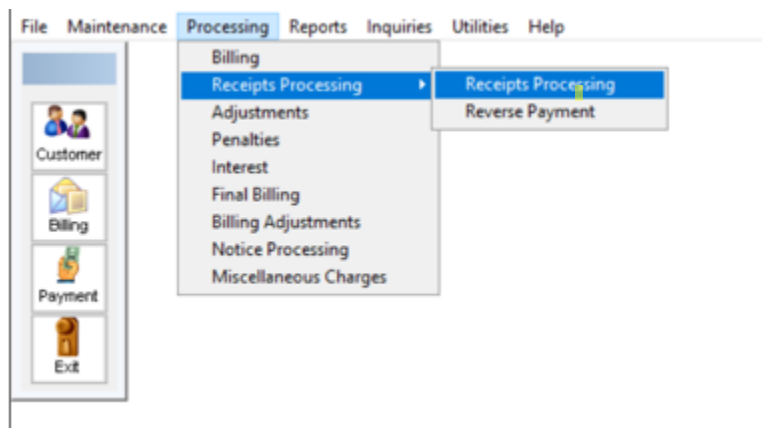 File Maintenance Processing Reports Inquiries Utilities Help
Billing
Receipts Processing
Adjustments
Penalties
Interest
Final Billing
Billing Adjustments
Notice Processing
Miscellaneous Charges
Receipts Processing
Reverse Payment
Customer
Billing
Payment
Exit